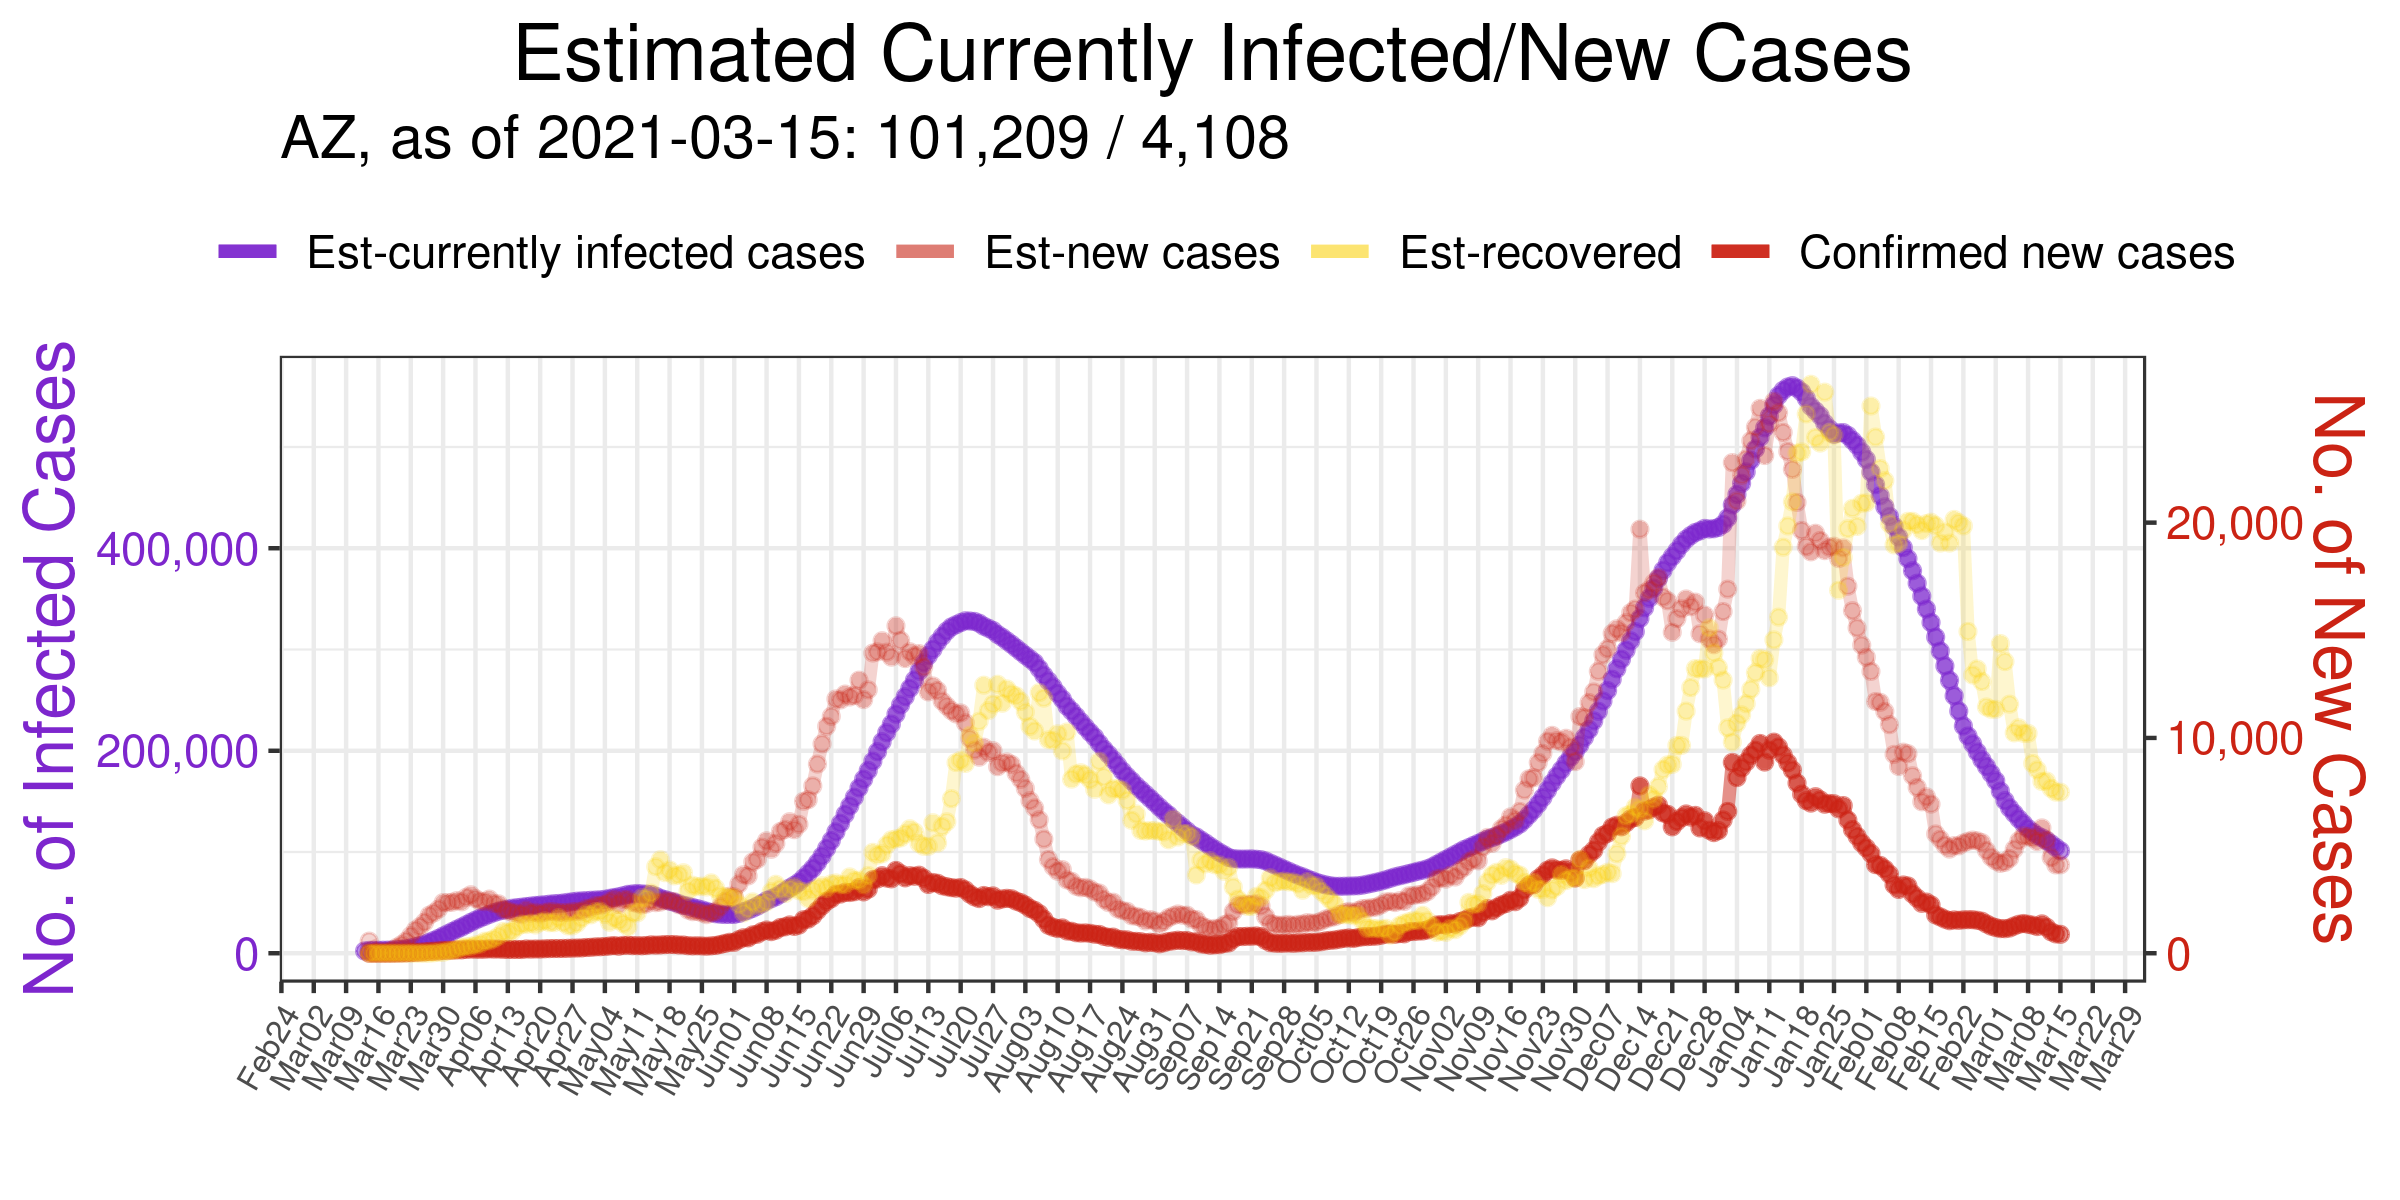 Estimated Currently Infected/New Cases
AZ, as of 2021-03-15: 101,209 / 4,108
Est-currently infected cases Est-new cases Est-recovered Confirmed new cases
No. of Infected Cases
400,000
200,000
0
20,000
10,000
0
No. of New Cases
Feb24 Mar02 Mar09 Mar16 Mar23 Mar30 Apr06 Apr13 Apr20 Apr27 May04 May11 May18 May25 Jun01 Jun08 Jun15 Jun22 Jun29 Jul06 Jul13 Jul20 Jul27 Aug03 Aug10 Aug17 Aug24 Aug31 Sep07 Sep14 Sep21 Sep28 Oct05 Oct12 Oct19 Oct26 Nov02 Nov09 Nov16 Nov23 Nov30 Dec07 Dec14 Dec21 Dec28 Jan04 Jan11 Jan18 Jan25 Feb01 Feb08 Feb15 Feb22 Mar01 Mar08 Mar15 Mar22 Mar29